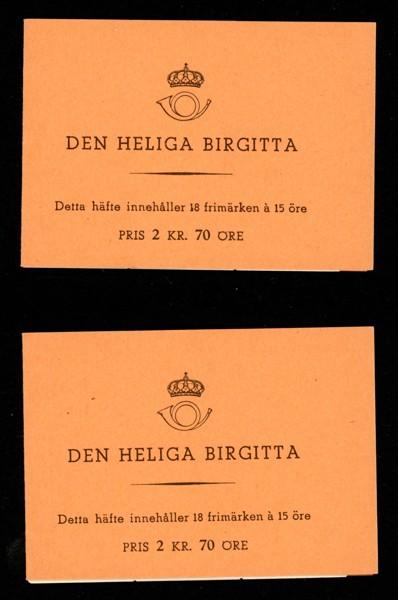 DEN HELIGA BIRGITTA
Detta häfte innehåller 18 frimärken à 15 öre
PRIS 2 KR. 70 ÖRE
DEN HELIGA BIRGITTA
Detta häfte innehåller 18 frimärken à 15 öre
PRIS 2 KR. 70 ÖRE